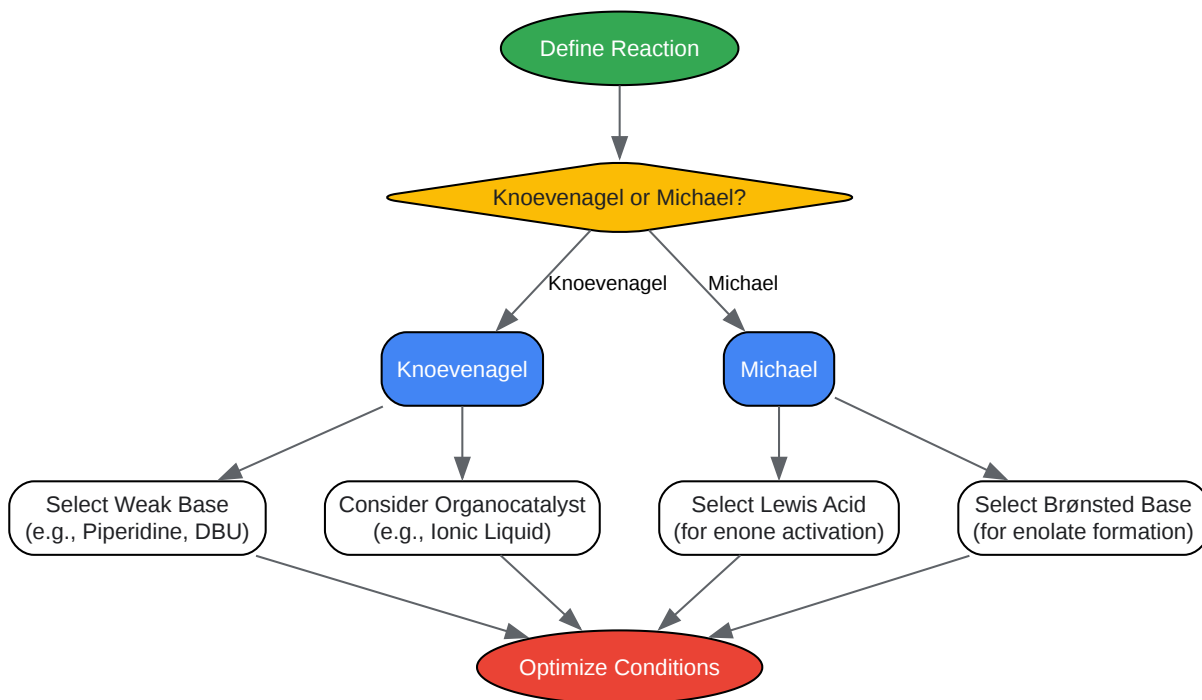 Define Reaction
Knoevenagel or Michael?
Knoevenagel
Michael
Knoevenagel
Michael
Select Weak Base
(e.g., Piperidine, DBU)
Consider Organocatalyst
(e.g., Ionic Liquid)
Select Lewis Acid
(for enone activation)
Select Brønsted Base
(for enolate formation)
Optimize Conditions